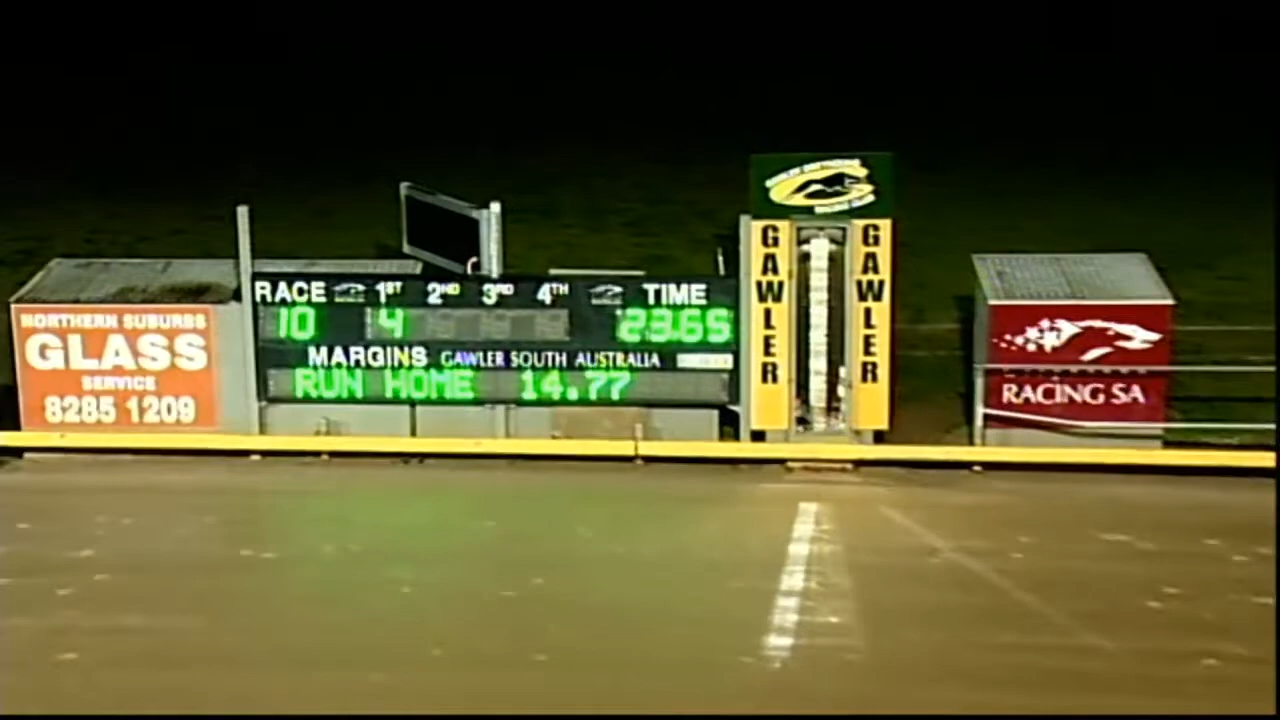 NORTHERN SUBURBS
GLASS
SERVICE
8285 1209
RACE 1ST 2ND 3RD 4TH TIME
10 4 23.65
MARGINS GAWLER SOUTH AUSTRALIA
RUN HOME 14.77
GAWLER
GAWLER
RACING SA